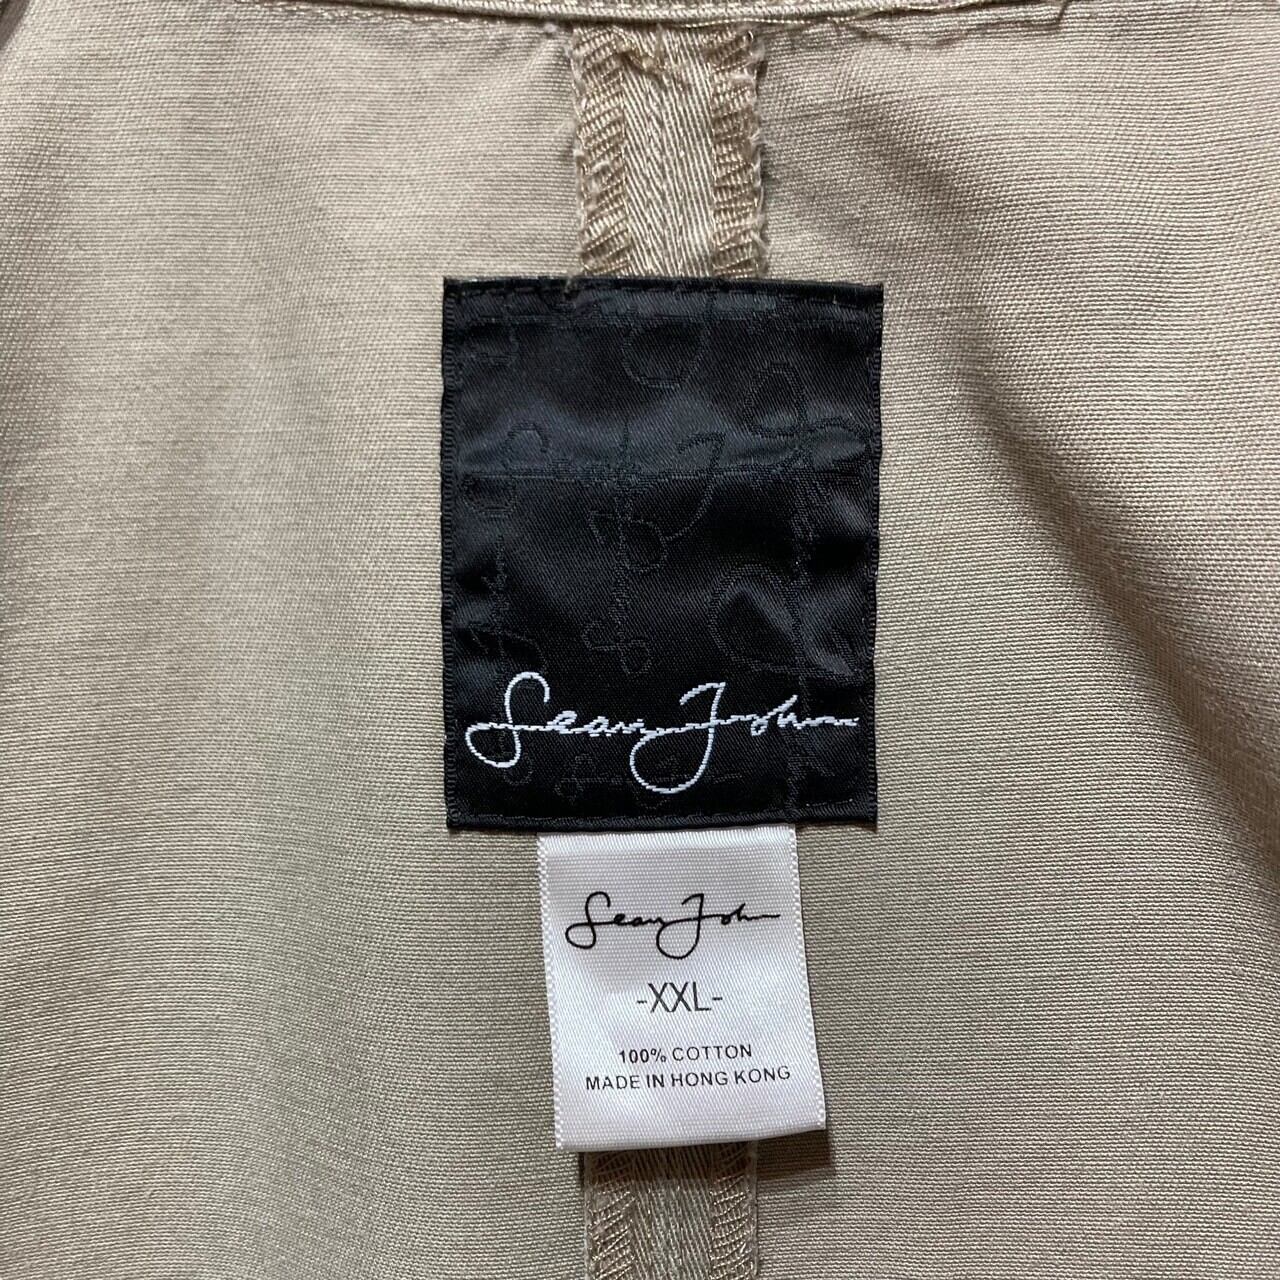 Sean John
Sean John
-XXL-
100% COTTON
MADE IN HONG KONG